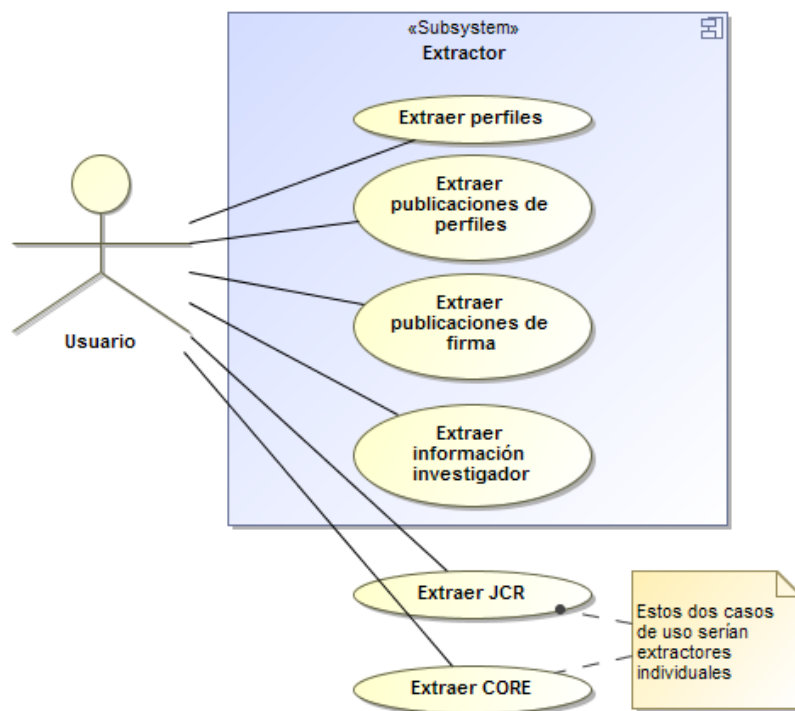 «Subsystem»
Extractor
Extraer perfiles
Extraer
publicaciones de
perfiles
Extraer
publicaciones de
firma
Usuario
Extraer
información
investigador
Extraer JCR
Estos dos casos
de uso serían
extractores
individuales
Extraer CORE